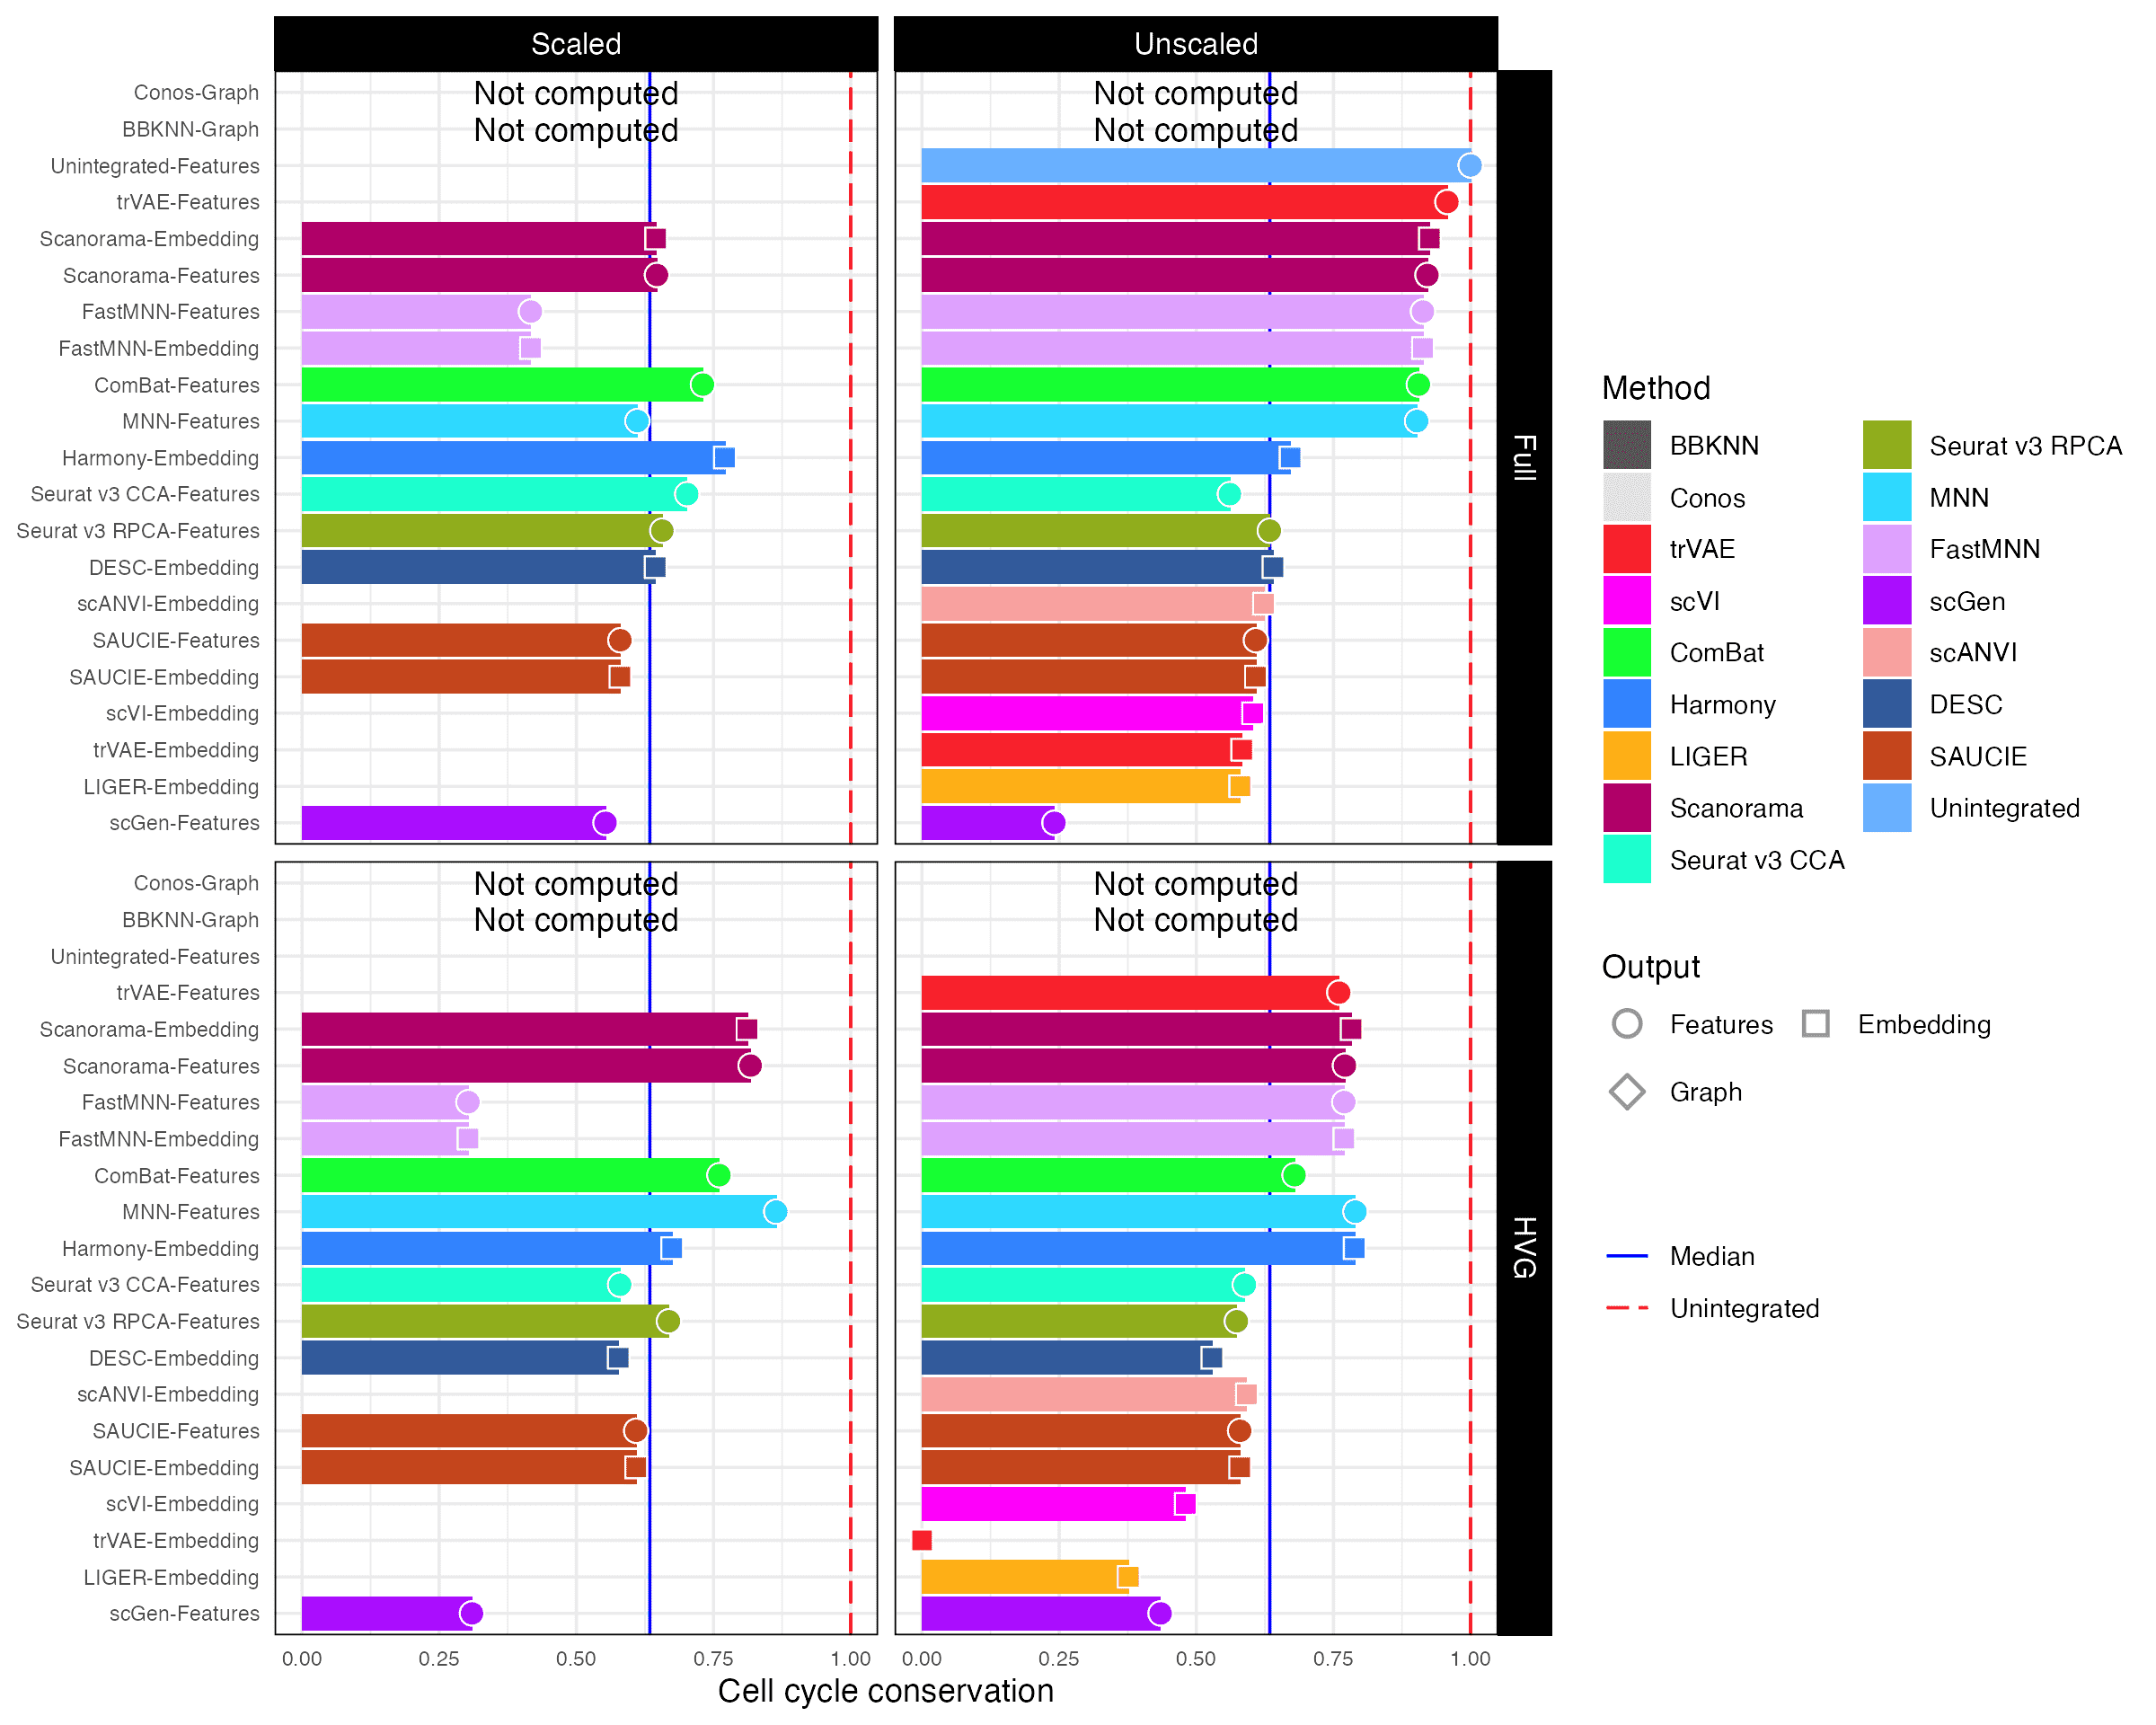 Scaled
Unscaled
Conos-Graph
Not computed
Not computed
BBKNN-Graph
Not computed
Not computed
Unintegrated-Features
trVAE-Features
Scanorama-Embedding
Scanorama-Features
FastMNN-Features
FastMNN-Embedding
ComBat-Features
MNN-Features
Harmony-Embedding
Seurat v3 CCA-Features
Seurat v3 RPCA-Features
DESC-Embedding
scANVI-Embedding
SAUCIE-Features
SAUCIE-Embedding
scVI-Embedding
trVAE-Embedding
LIGER-Embedding
scGen-Features
Full
Conos-Graph
Not computed
Not computed
BBKNN-Graph
Not computed
Not computed
Unintegrated-Features
trVAE-Features
Scanorama-Embedding
Scanorama-Features
FastMNN-Features
FastMNN-Embedding
ComBat-Features
MNN-Features
Harmony-Embedding
Seurat v3 CCA-Features
Seurat v3 RPCA-Features
DESC-Embedding
scANVI-Embedding
SAUCIE-Features
SAUCIE-Embedding
scVI-Embedding
trVAE-Embedding
LIGER-Embedding
scGen-Features
HVG
0.00 0.25 0.50 0.75 1.00
0.00 0.25 0.50 0.75 1.00
Cell cycle conservation
Method
BBKNN
Conos
trVAE
scVI
ComBat
Harmony
LIGER
Scanorama
Seurat v3 CCA
Seurat v3 RPCA
MNN
FastMNN
scGen
scANVI
DESC
SAUCIE
Unintegrated
Output
Features
Embedding
Graph
Median
Unintegrated